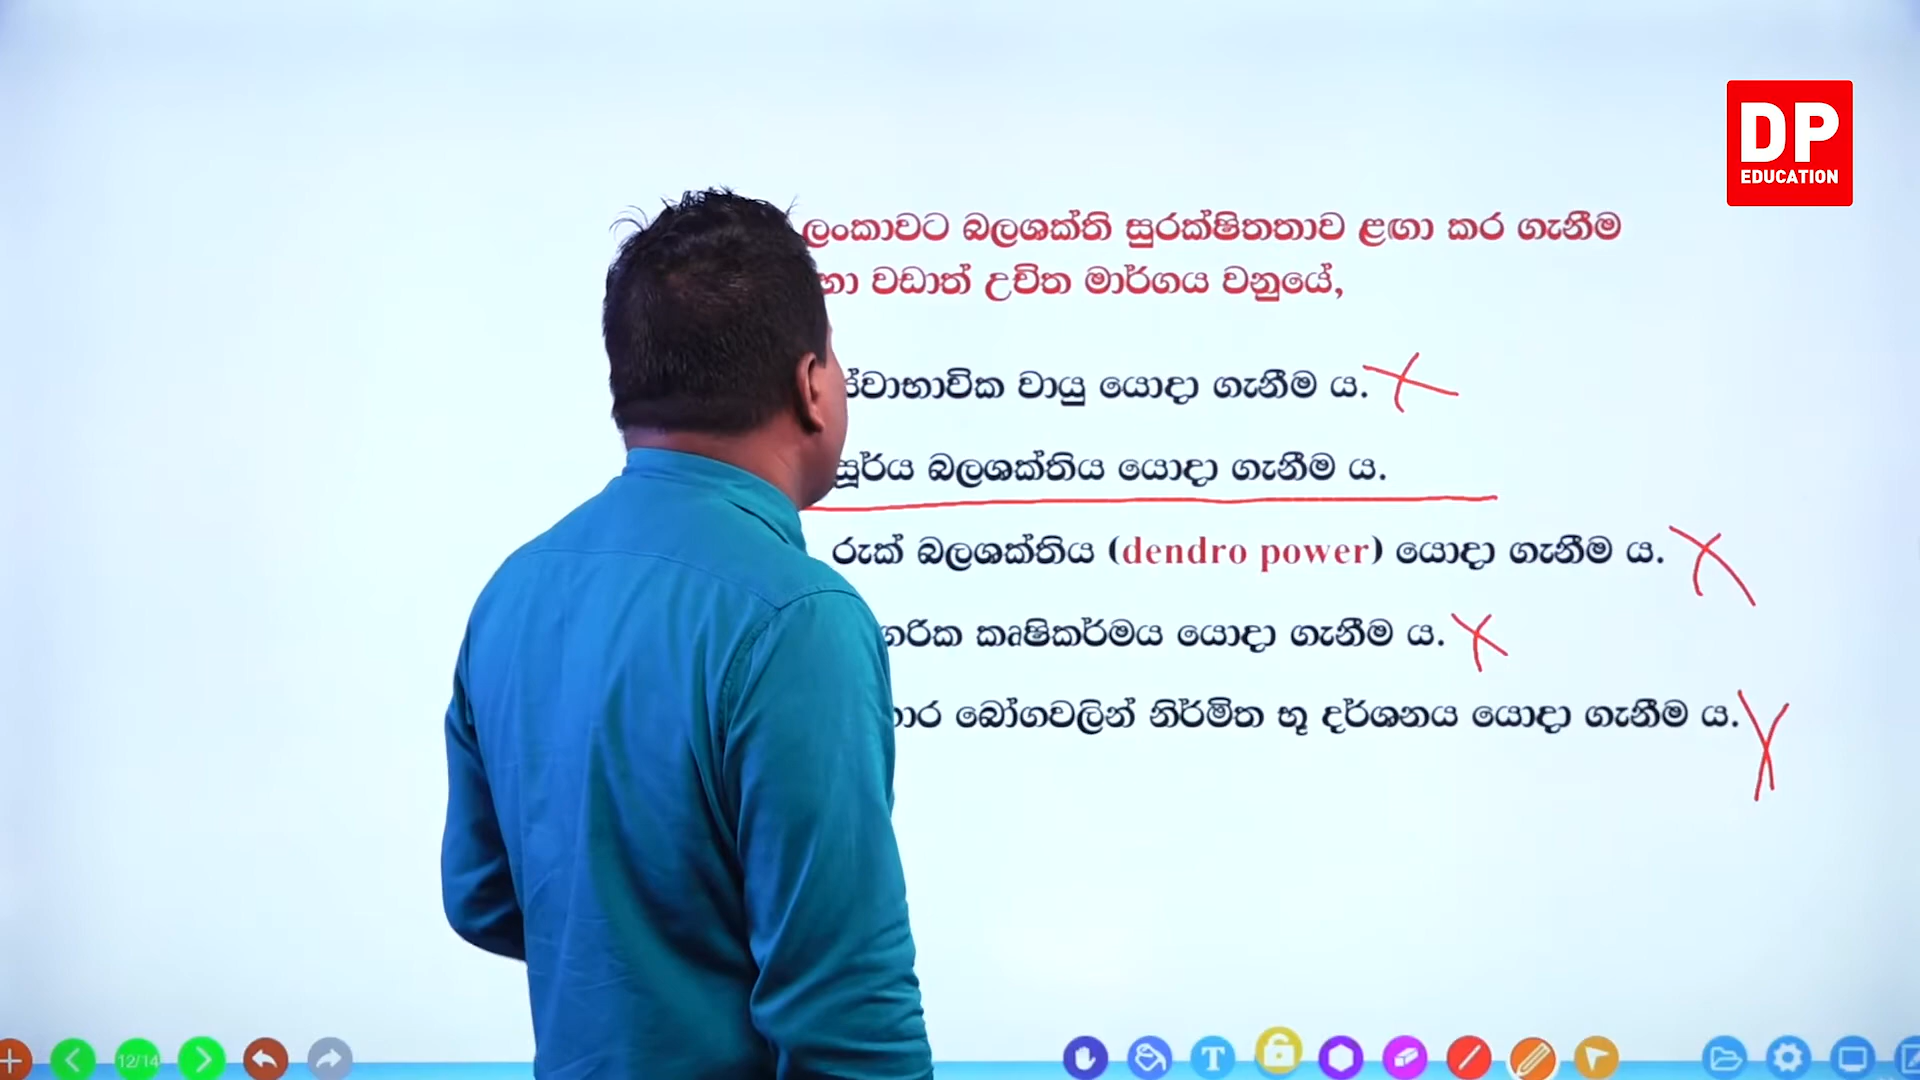 DP
EDUCATION
ලංකාවට බලශක්ති සුරක්ෂිතතාව ළඟා කර ගැනීම
වඩාත් උචිත මාර්ගය වනුයේ,
ස්වාභාවික වායු යොදා ගැනීම ය.
සූර්ය බලශක්තිය යොදා ගැනීම ය.
රුක් බලශක්තිය (dendro power) යොදා ගැනීම ය.
කෘෂිකර්මය යොදා ගැනීම ය.
බෝගවලින් නිර්මිත භූ දර්ශනය යොදා ගැනීම ය.
12/14